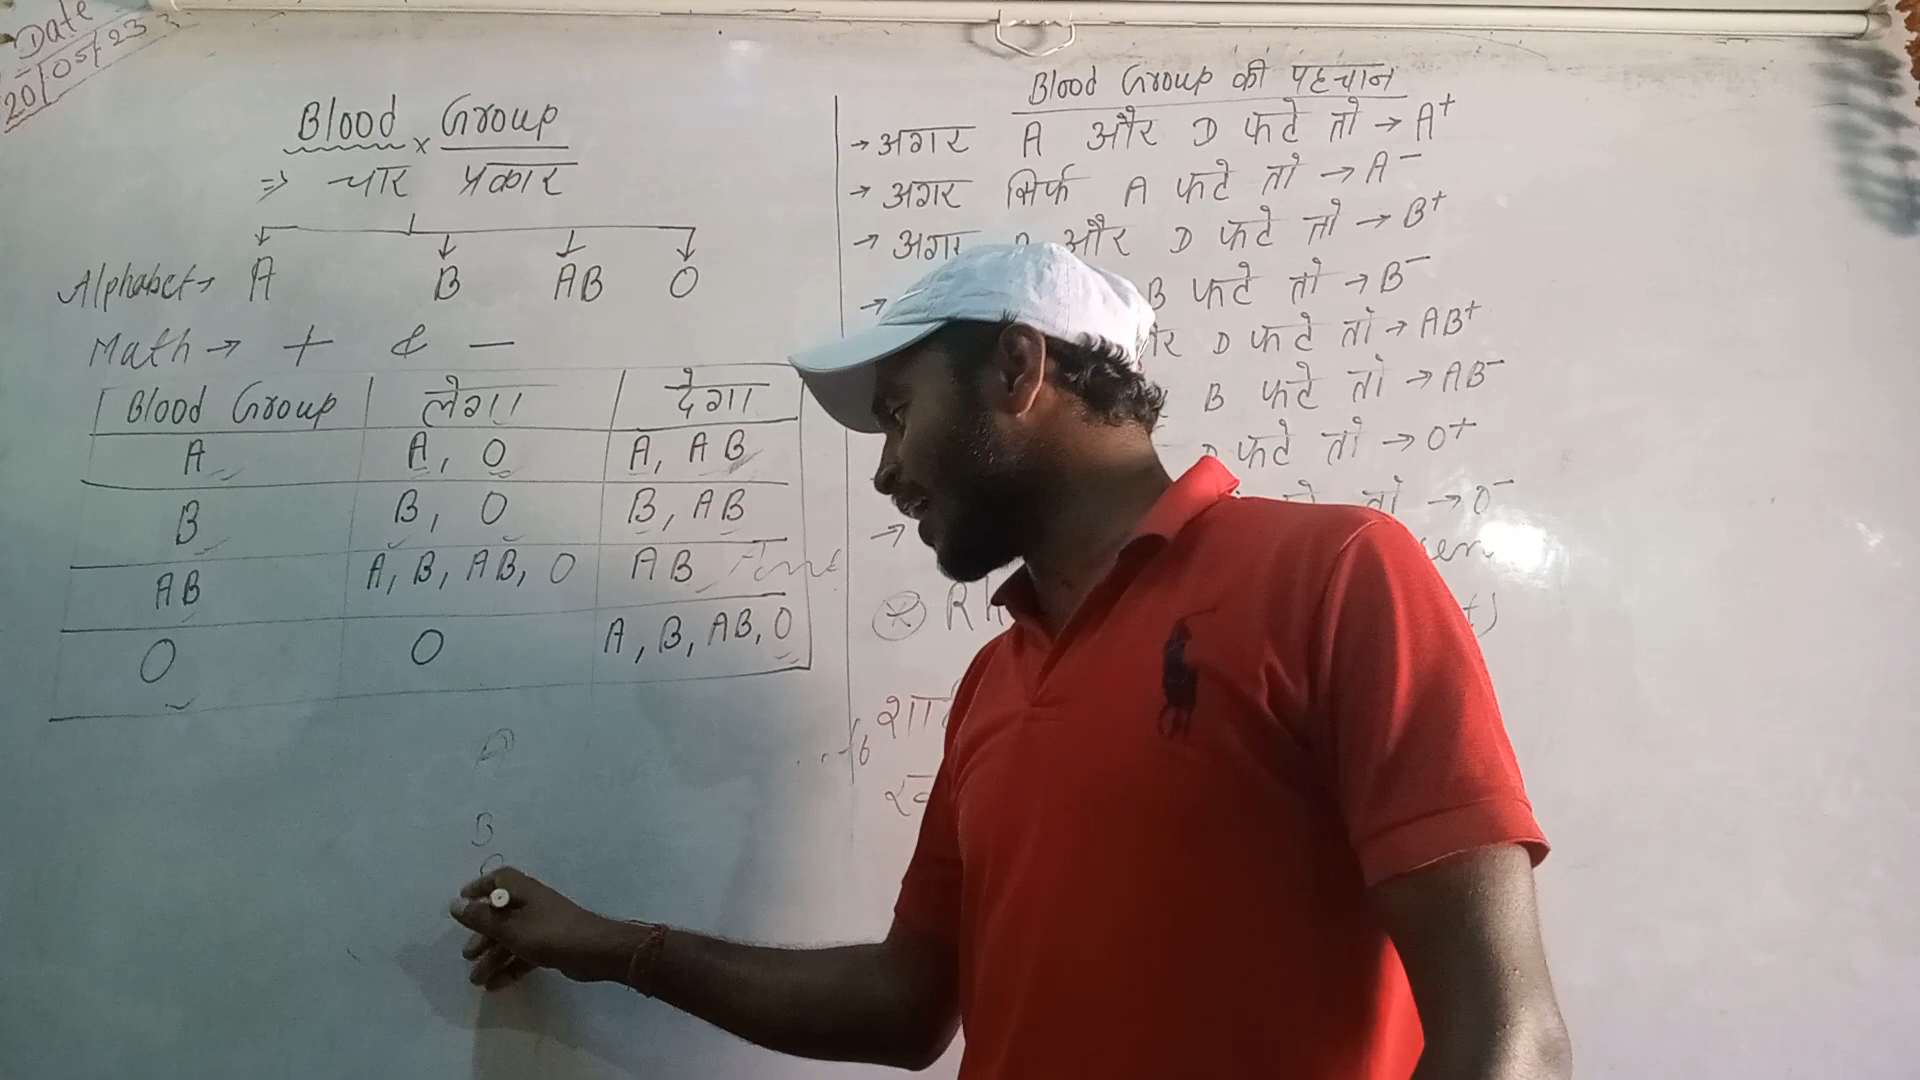 Date
20/05/23
Blood Group
⇒ चार प्रकार
Alphabet→ A B AB O
Math → + & −
Blood Group लेगा देगा
A A, O A, AB
B B, O B, AB
AB A, B, AB, O AB
O O A, B, AB, O
A
B
Blood Group की पहचान
→ अगर A और D फटे तो → A+
→ अगर सिर्फ A फटे तो → A−
→ अगर और D फटे तो → B+
→ B फटे तो → B−
D फटे तो → AB+
B फटे तो → AB−
फटे तो → O+
→ तो → O−